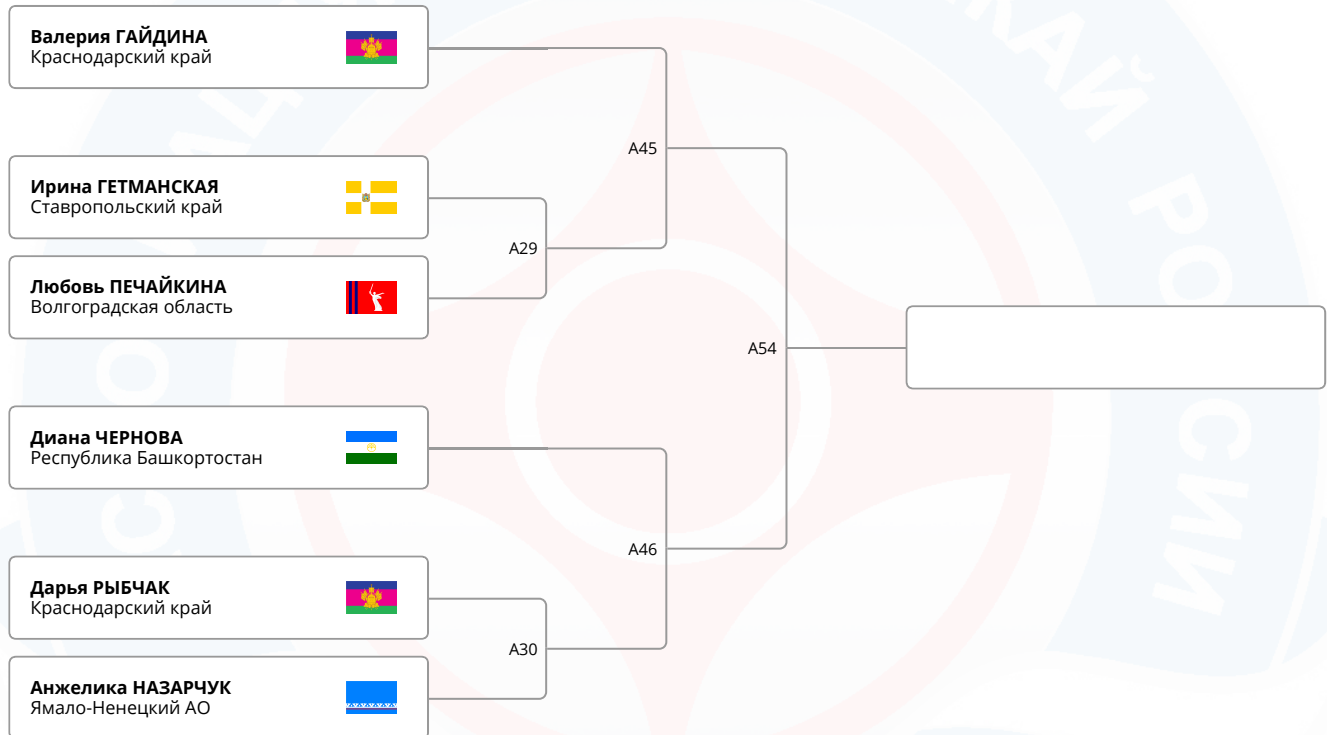 Валерия ГАЙДИНА
Краснодарский край
A45
Ирина ГЕТМАНСКАЯ
Ставропольский край
A29
Любовь ПЕЧАЙКИНА
Волгоградская область
A54
Диана ЧЕРНОВА
Республика Башкортостан
A46
Дарья РЫБЧАК
Краснодарский край
A30
Анжелика НАЗАРЧУК
Ямало-Ненецкий АО
РОССИИ